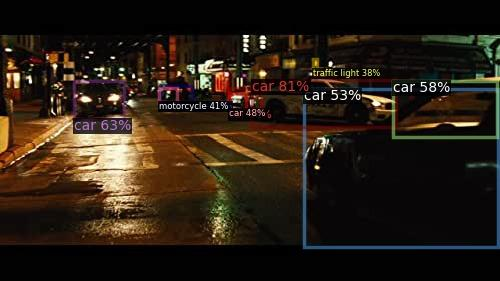 traffic light 38%
car 81%
car 58%
car 53%
motorcycle 41%
car 48%
car 63%